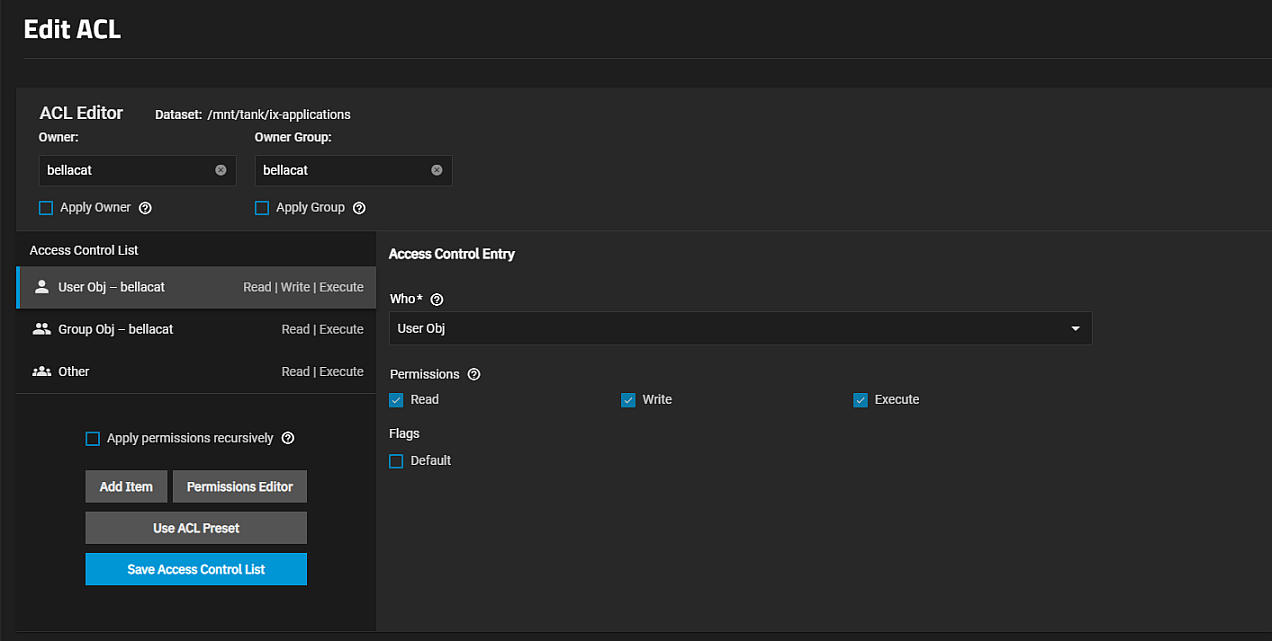 Edit ACL
ACL Editor Dataset: /mnt/tank/ix-applications
Owner: Owner Group:
bellacat bellacat
Apply Owner Apply Group
Access Control List
User Obj – bellacat Read | Write | Execute
Group Obj – bellacat Read | Execute
Other Read | Execute
Apply permissions recursively
Add Item Permissions Editor
Use ACL Preset
Save Access Control List
Access Control Entry
Who*
User Obj
Permissions
Read Write Execute
Flags
Default